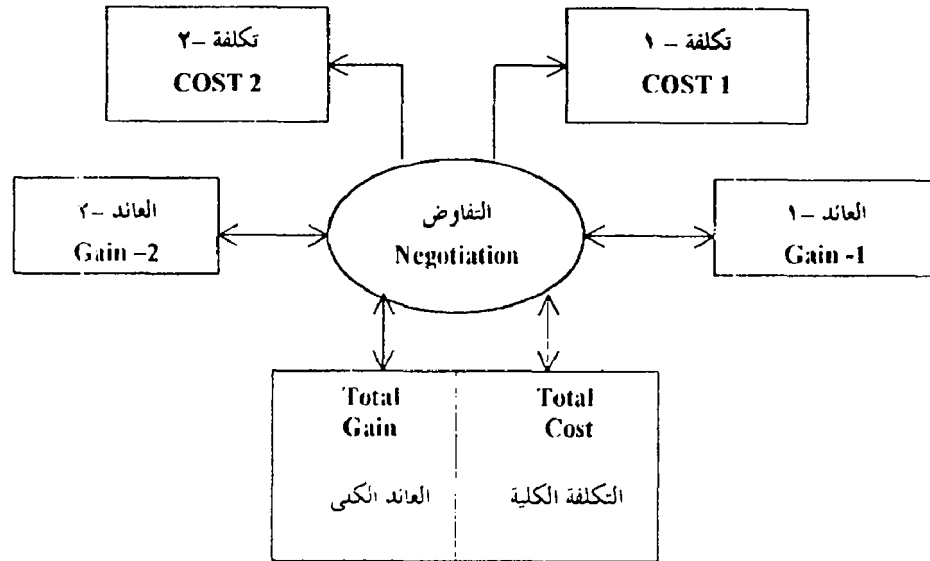 تكلفة – ١
COST 1
تكلفة – ٢
COST 2
العائد – ١
Gain -1
التفاوض
Negotiation
العائد – ٢
Gain –2
Total
Cost
التكلفة الكلية
Total
Gain
العائد الكلى